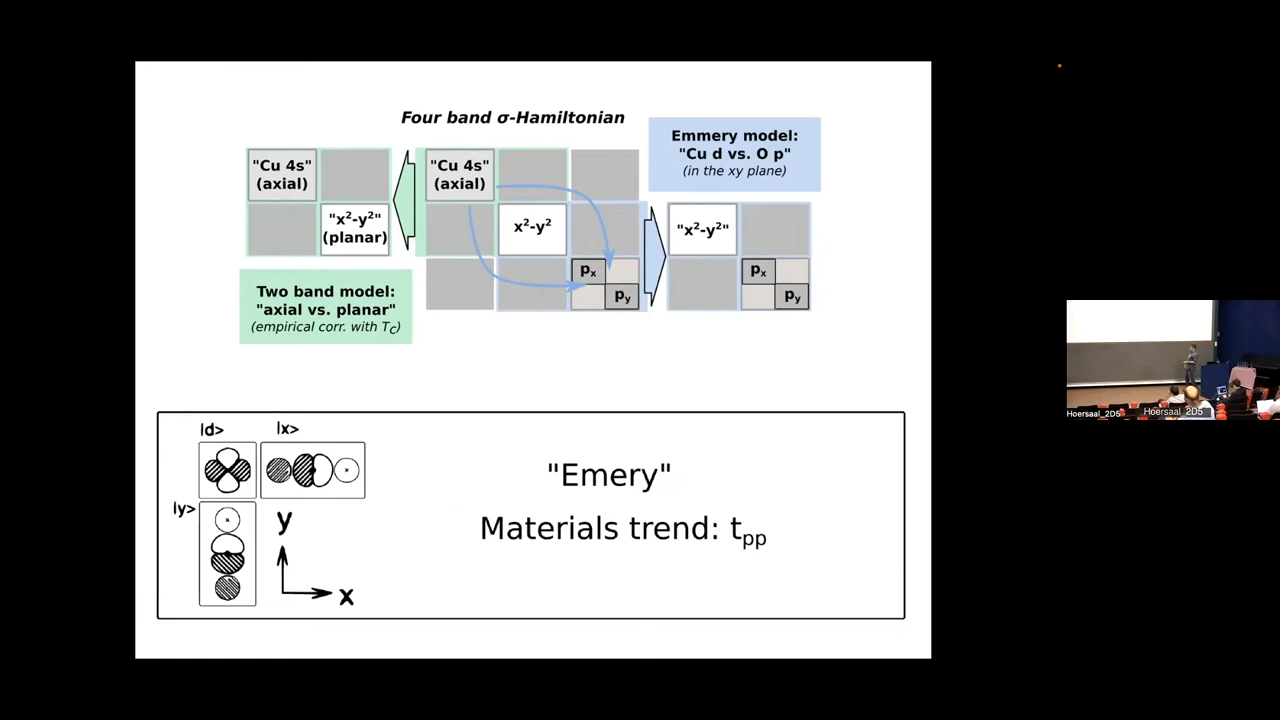 Four band σ-Hamiltonian
"Cu 4s"
(axial)
"x²-y²"
(planar)
Two band model:
"axial vs. planar"
(empirical corr. with T_C)
"Cu 4s"
(axial)
x²-y²
p_x
p_y
Emmery model:
"Cu d vs. O p"
(in the xy plane)
"x²-y²"
p_x
p_y
|d>
|x>
|y>
y
x
"Emery"
Materials trend: t_pp
Hoersaal_2D5
Hoersaal_2D5